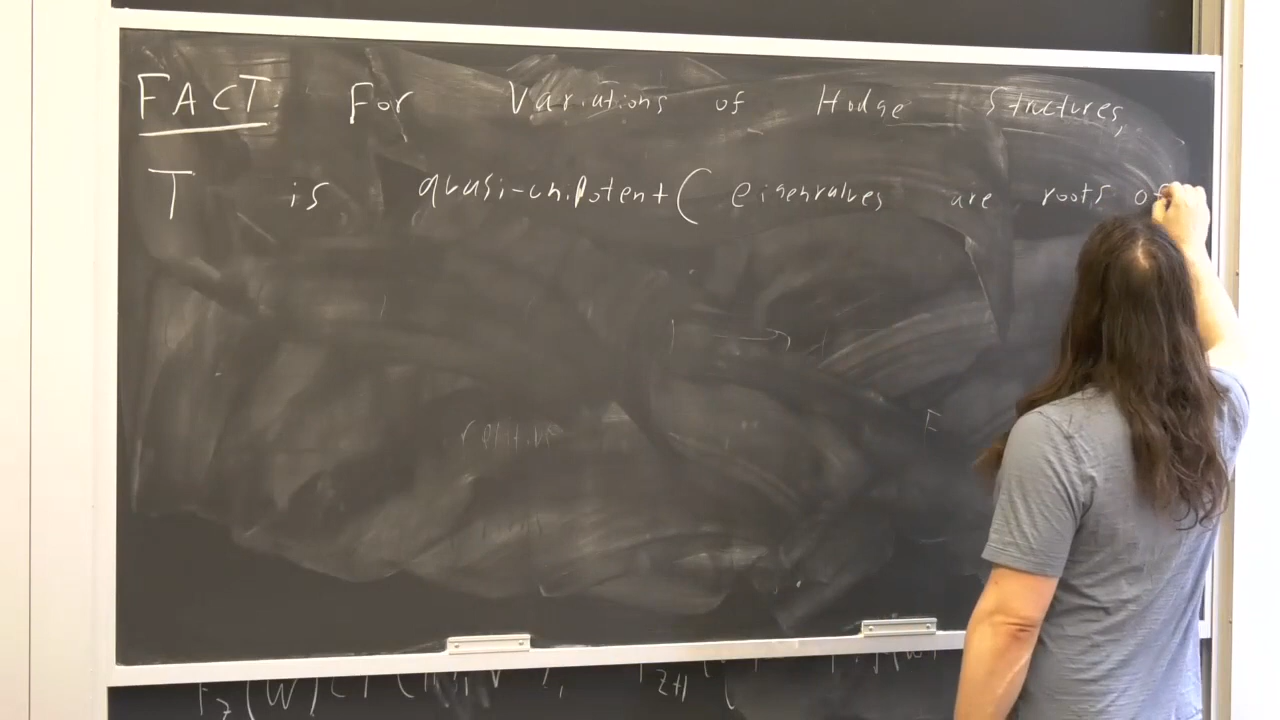 FACT For Variations of Hodge Structures,
T is quasi-unipotent ( eigenvalues are roots of
F